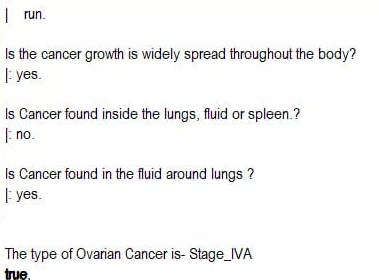 | run.
Is the cancer growth is widely spread throughout the body?
|: yes.
Is Cancer found inside the lungs, fluid or spleen.?
|: no.
Is Cancer found in the fluid around lungs ?
|: yes.
The type of Ovarian Cancer is- Stage_IVA
true.